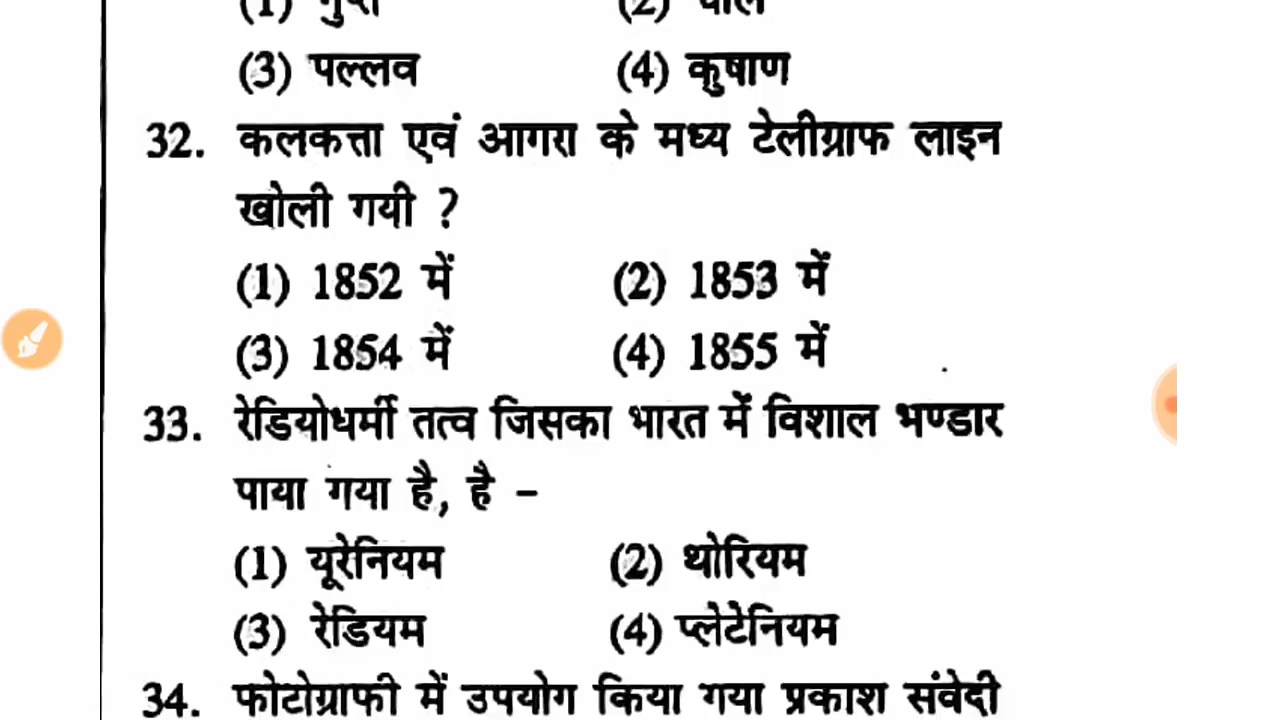 (1) गुप्त (2) चोल
(3) पल्लव (4) कुषाण
32. कलकत्ता एवं आगरा के मध्य टेलीग्राफ लाइन
खोली गयी ?
(1) 1852 में (2) 1853 में
(3) 1854 में (4) 1855 में
33. रेडियोधर्मी तत्व जिसका भारत में विशाल भण्डार
पाया गया है, है –
(1) यूरेनियम (2) थोरियम
(3) रेडियम (4) प्लेटेनियम
34. फोटोग्राफी में उपयोग किया गया प्रकाश संवेदी